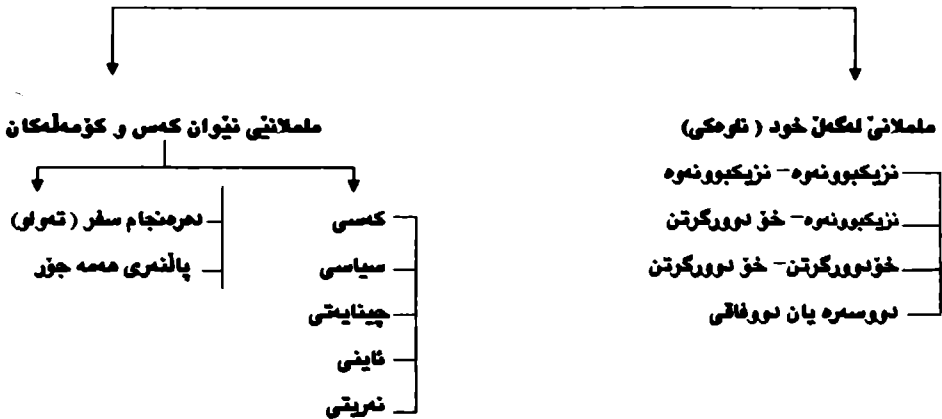 ململانێ لەگەڵ خود ( ناوەکی)
نزیکبوونەوە- نزیکبوونەوە
نزیکبوونەوە- خۆ دوورگرتن
خۆدوورگرتن- خۆ دوورگرتن
دووسەرە یان دووفاقی
ململانێی نێوان کەس و کۆمەڵەکان
کەسی
سیاسی
چینایەتی
ئاینی
نەریتی
دەرەنجام سفر ( تەواو)
پاڵنەری هەمە جۆر